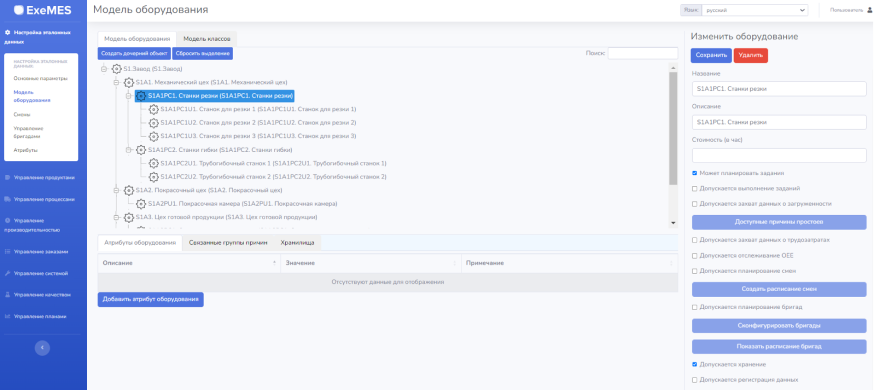 ExeMES
Модель оборудования
Язык: русский
Пользователь
Настройка эталонных данных
НАСТРОЙКА ЭТАЛОННЫХ ДАННЫХ:
Основные параметры
Модель оборудования
Смены
Управление бригадами
Атрибуты
Управление продуктами
Управление процессами
Управление производительностью
Управление заказами
Управление системой
Управление качеством
Управление планами
Модель оборудования
Модель классов
Создать дочерний объект
Сбросить выделение
Поиск:
S1.Завод (S1.Завод)
S1A1. Механический цех (S1A1. Механический цех)
S1A1PC1. Станки резки (S1A1PC1. Станки резки)
S1A1PC1U1. Станок для резки 1 (S1A1PC1U1. Станок для резки 1)
S1A1PC1U2. Станок для резки 2 (S1A1PC1U2. Станок для резки 2)
S1A1PC1U3. Станок для резки 3 (S1A1PC1U3. Станок для резки 3)
S1A1PC2. Станки гибки (S1A1PC2. Станки гибки)
S1A1PC2U1. Трубогибочный станок 1 (S1A1PC2U1. Трубогибочный станок 1)
S1A1PC2U2. Трубогибочный станок 2 (S1A1PC2U2. Трубогибочный станок 2)
S1A2. Покрасочный цех (S1A2. Покрасочный цех)
S1A2PU1. Покрасочная камера (S1A2PU1. Покрасочная камера)
S1A3. Цех готовой продукции (S1A3. Цех готовой продукции)
Атрибуты оборудования
Связанные группы причин
Хранилища
Описание
Значение
Примечание
Отсутствуют данные для отображения
Добавить атрибут оборудования
Изменить оборудование
Сохранить
Удалить
Название
S1A1PC1. Станки резки
Описание
S1A1PC1. Станки резки
Стоимость (в час)
Может планировать задания
Допускается выполнение заданий
Допускается захват данных о загруженности
Доступные причины простоев
Допускается захват данных о трудозатратах
Допускается отслеживание OEE
Допускается планирование смен
Создать расписание смен
Допускается планирование бригад
Сконфигурировать бригады
Показать расписание бригад
Допускается хранение
Допускается регистрация данных